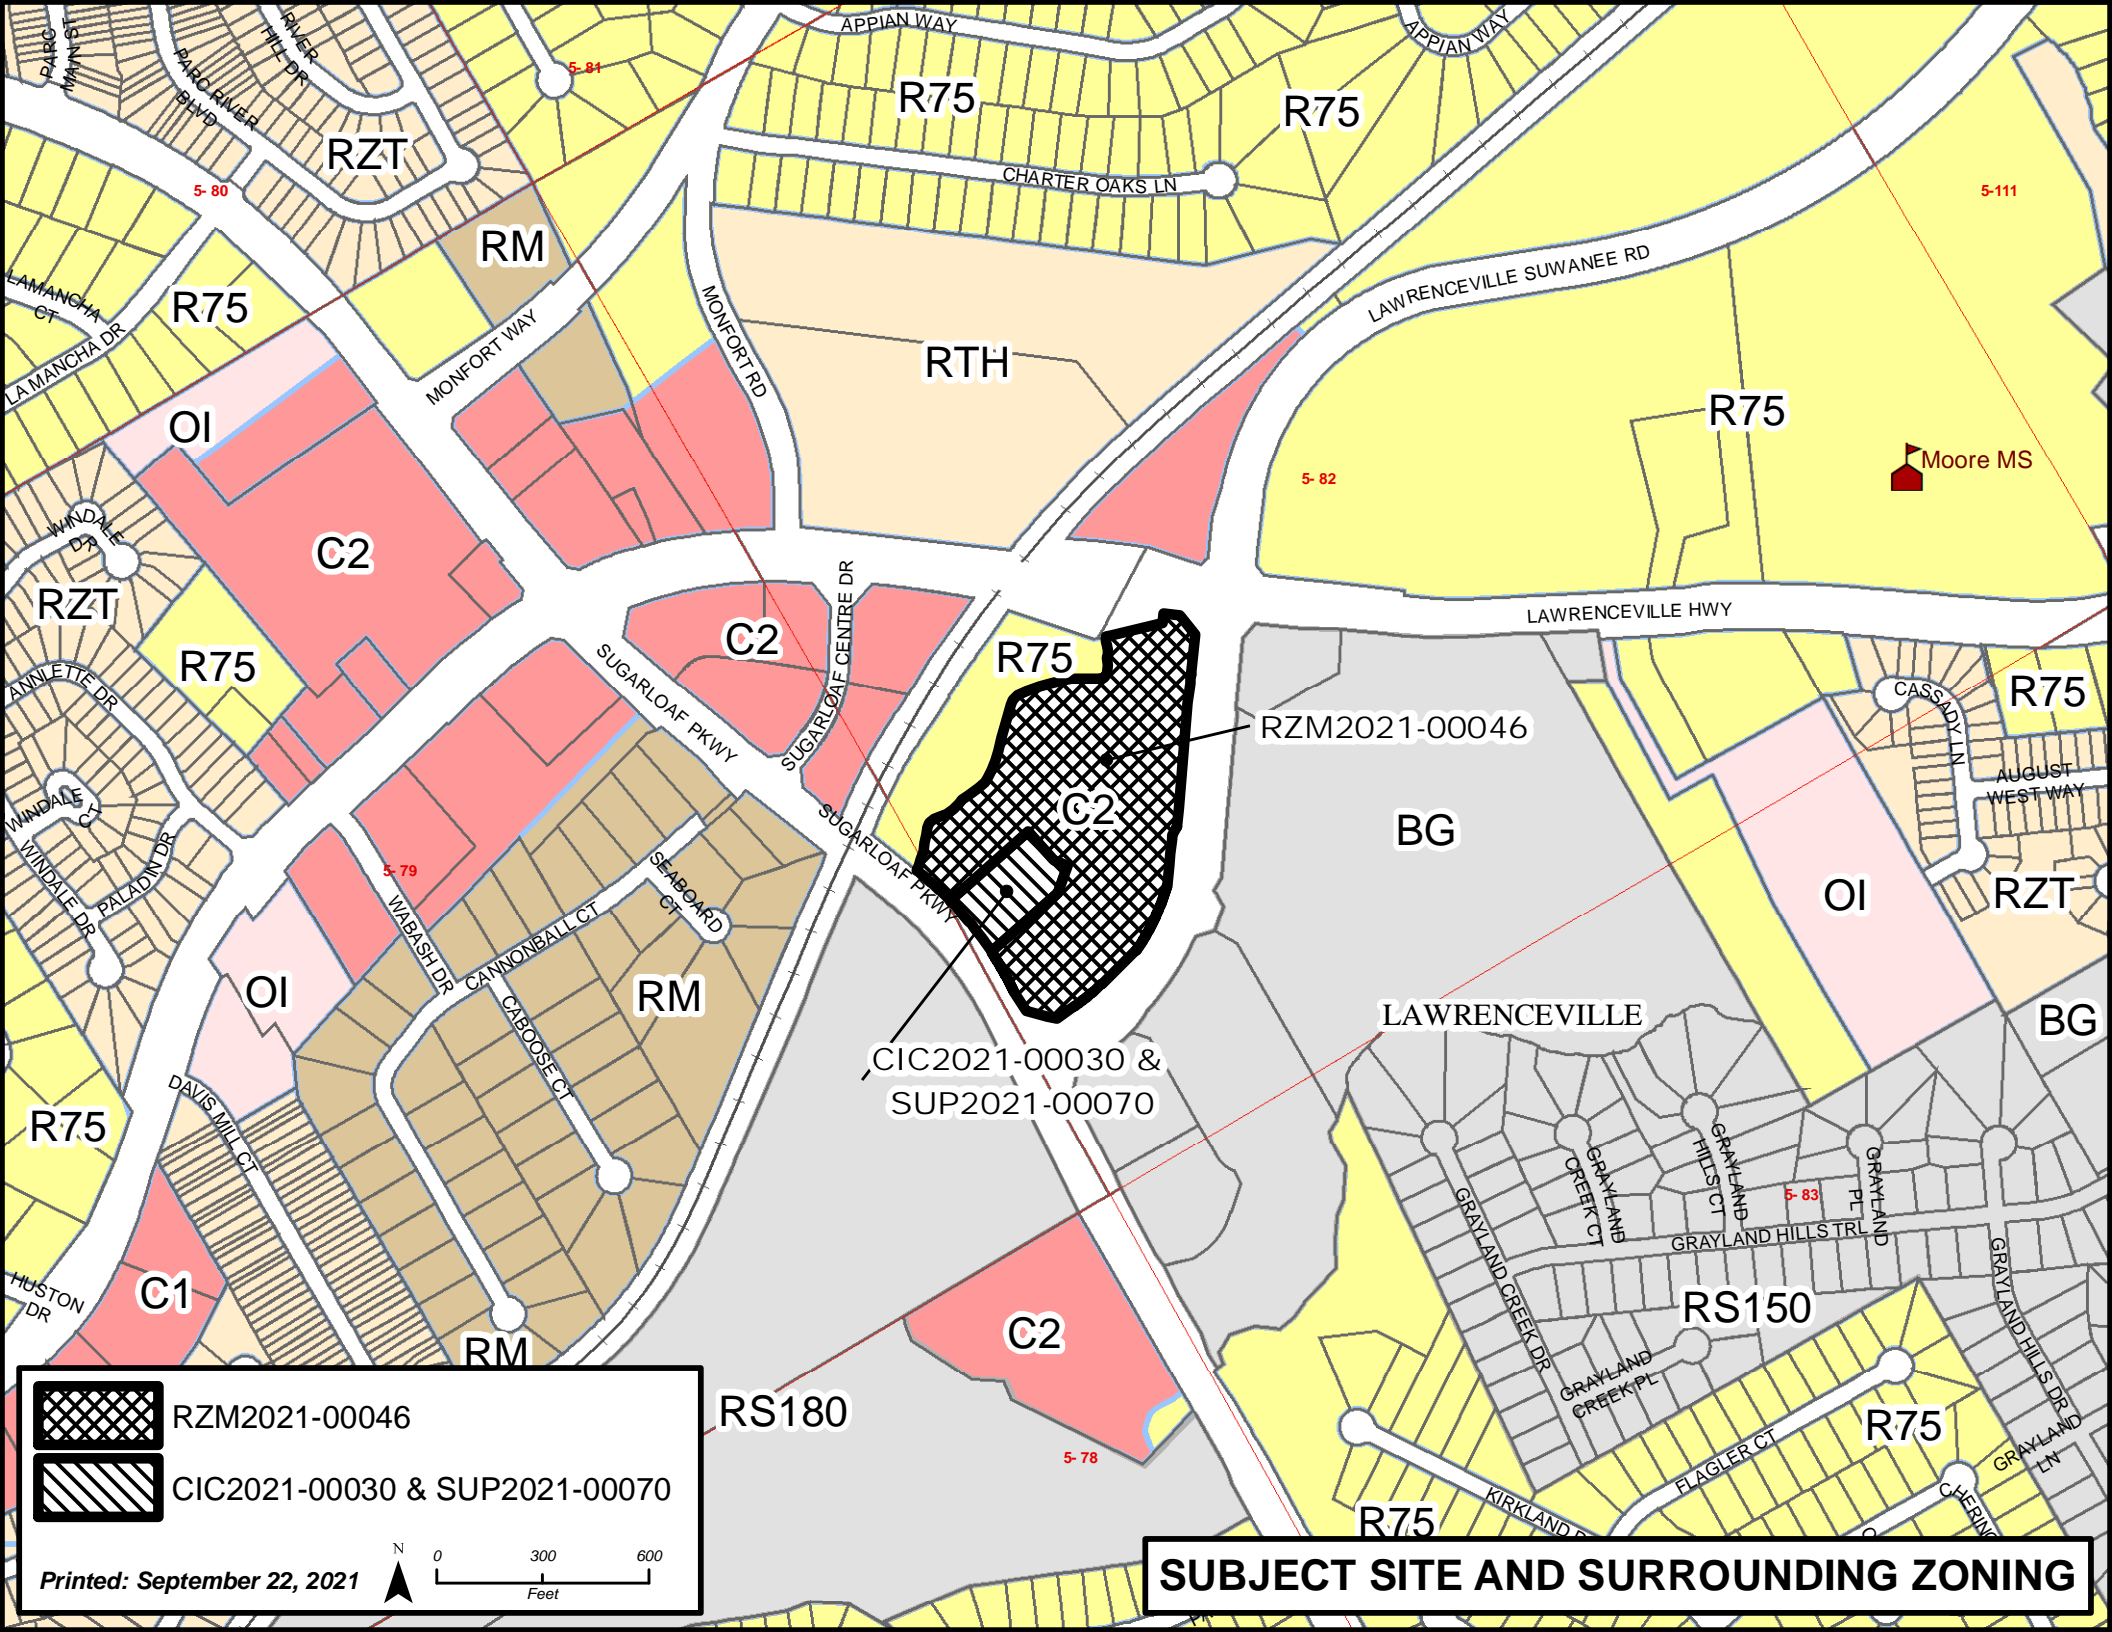 PARC
MAIN ST
RIVER
HILL DR
PARC RIVER
BLVD
5- 81
APPIAN WAY
APPIAN WAY
R75
R75
RZT
5- 80
CHARTER OAKS LN
5-111
RM
LAMANCHA
CT
R75
LA MANCHA DR
MONFORT WAY
MONFORT RD
LAWRENCEVILLE SUWANEE RD
RTH
OI
R75
Moore MS
5- 82
WINDALE
DR
C2
RZT
SUGARLOAF CENTRE DR
LAWRENCEVILLE HWY
C2
R75
R75
ANNLETTE DR
SUGARLOAF PKWY
CASSADY LN
R75
RZM2021-00046
AUGUST
WEST WAY
WINDALE
CT
C2
SUGARLOAF PKWY
BG
WINDALE DR
PALADIN DR
5- 79
SEABOARD
CT
WABASH DR
CANNONBALL CT
OI
RZT
OI
RM
CABOOSE CT
LAWRENCEVILLE
BG
CIC2021-00030 &
SUP2021-00070
R75
DAVIS MILL CT
GRAYLAND
CREEK CT
GRAYLAND
HILLS CT
GRAYLAND
PL
5- 83
GRAYLAND CREEK DR
GRAYLAND HILLS TRL
GRAYLAND HILLS DR
HUSTON
DR
C1
RS150
C2
RM
GRAYLAND
CREEK PL
RS180
R75
FLAGLER CT
GRAYLAND
LN
5- 78
KIRKLAND
R75
RZM2021-00046
CIC2021-00030 & SUP2021-00070
Printed: September 22, 2021
N
0 300 600
Feet
SUBJECT SITE AND SURROUNDING ZONING